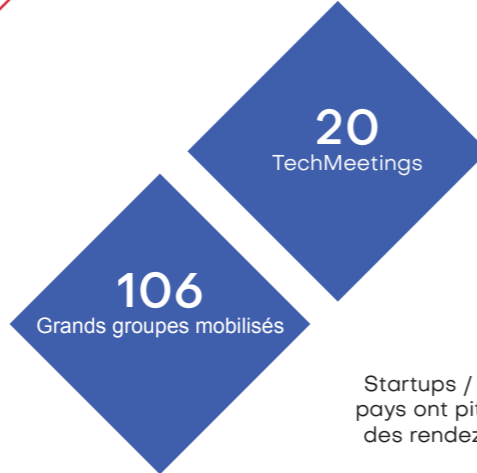 20
TechMeetings
106
Grands groupes mobilisés
Startups /
pays ont pit
des rendez